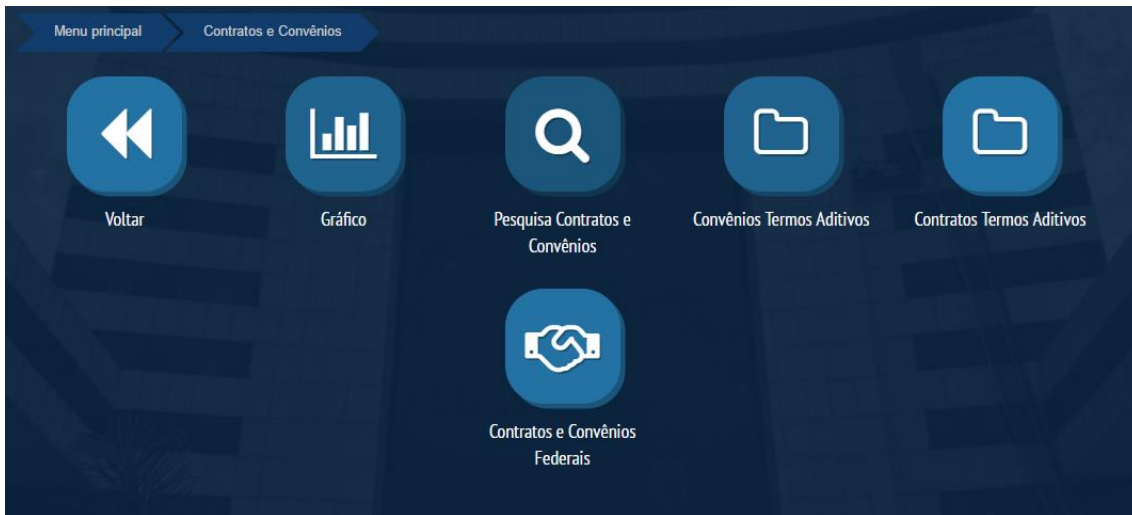 Menu principal
Contratos e Convênios
Voltar
Gráfico
Pesquisa Contratos e
Convênios
Convênios Termos Aditivos
Contratos Termos Aditivos
Contratos e Convênios
Federais